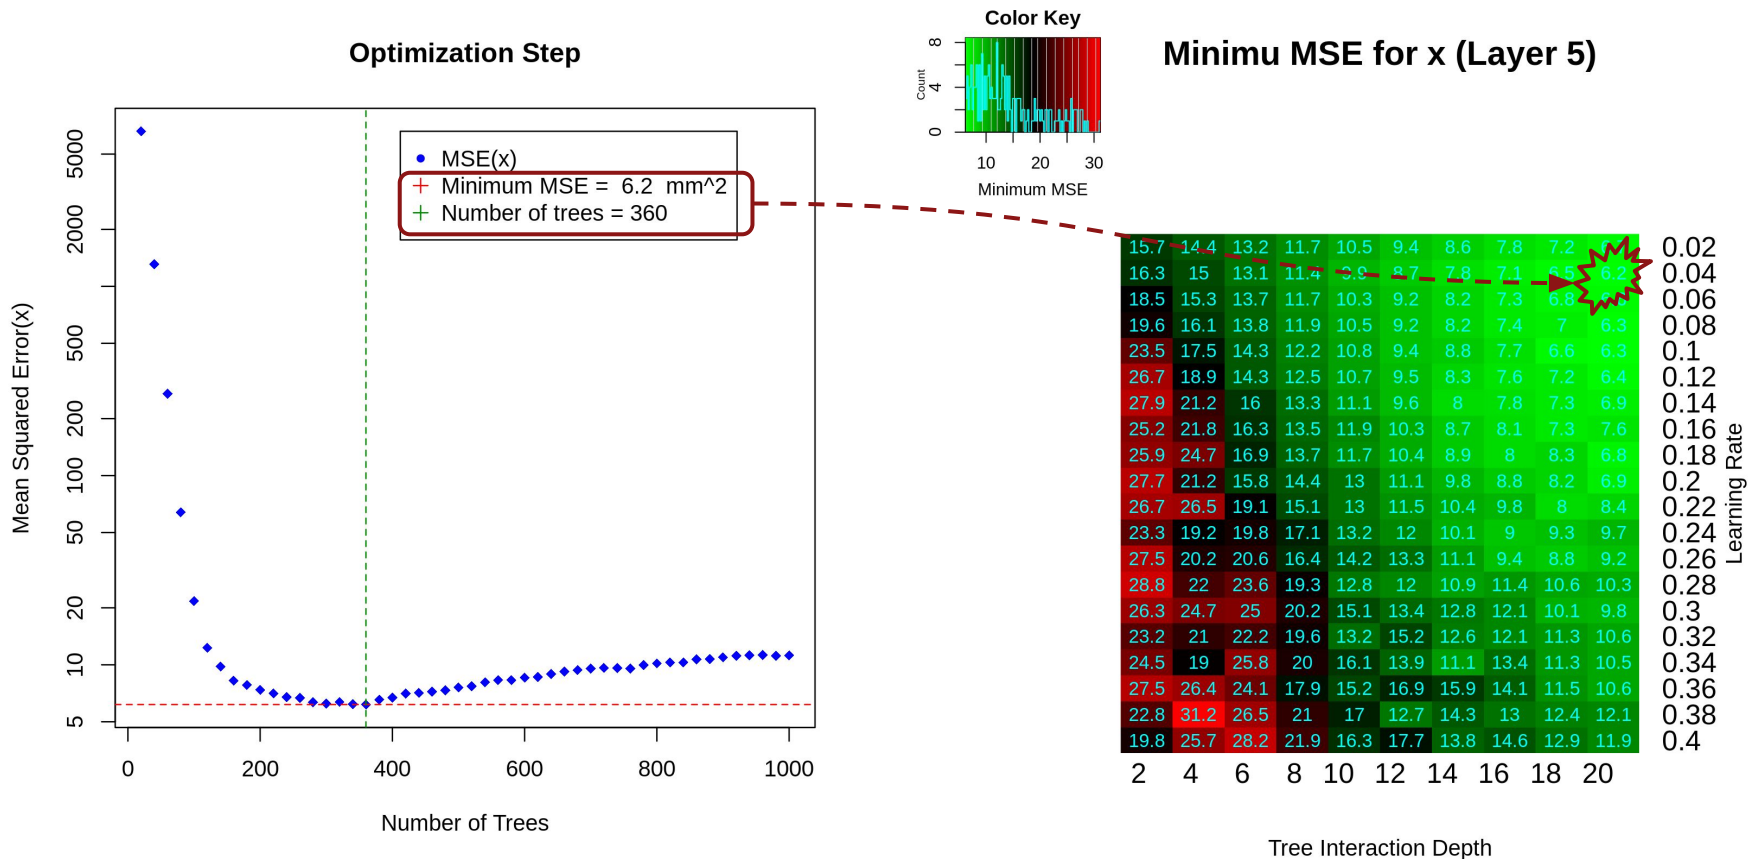 Optimization Step
5000
2000
500
200
100
50
20
10
5
Mean Squared Error(x)
MSE(x)
Minimum MSE = 6.2 mm^2
Number of trees = 360
0 200 400 600 800 1000
Number of Trees
Color Key
8
4
0
Count
10 20 30
Minimum MSE
Minimu MSE for x (Layer 5)
15.7 14.4 13.2 11.7 10.5 9.4 8.6 7.8 7.2 0.02
16.3 15 13.1 11.4 9.9 8.7 7.8 7.1 6.5 6.2 0.04
18.5 15.3 13.7 11.7 10.3 9.2 8.2 7.3 6.8 0.06
19.6 16.1 13.8 11.9 10.5 9.2 8.2 7.4 7 6.3 0.08
23.5 17.5 14.3 12.2 10.8 9.4 8.8 7.7 6.6 6.3 0.1
26.7 18.9 14.3 12.5 10.7 9.5 8.3 7.6 7.2 6.4 0.12
27.9 21.2 16 13.3 11.1 9.6 8 7.8 7.3 6.9 0.14
25.2 21.8 16.3 13.5 11.9 10.3 8.7 8.1 7.3 7.6 0.16
25.9 24.7 16.9 13.7 11.7 10.4 8.9 8 8.3 6.8 0.18
27.7 21.2 15.8 14.4 13 11.1 9.8 8.8 8.2 6.9 0.2
26.7 26.5 19.1 15.1 13 11.5 10.4 9.8 8 8.4 0.22
23.3 19.2 19.8 17.1 13.2 12 10.1 9 9.3 9.7 0.24
27.5 20.2 20.6 16.4 14.2 13.3 11.1 9.4 8.8 9.2 0.26
28.8 22 23.6 19.3 12.8 12 10.9 11.4 10.6 10.3 0.28
26.3 24.7 25 20.2 15.1 13.4 12.8 12.1 10.1 9.8 0.3
23.2 21 22.2 19.6 13.2 15.2 12.6 12.1 11.3 10.6 0.32
24.5 19 25.8 20 16.1 13.9 11.1 13.4 11.3 10.5 0.34
27.5 26.4 24.1 17.9 15.2 16.9 15.9 14.1 11.5 10.6 0.36
22.8 31.2 26.5 21 17 12.7 14.3 13 12.4 12.1 0.38
19.8 25.7 28.2 21.9 16.3 17.7 13.8 14.6 12.9 11.9 0.4
2 4 6 8 10 12 14 16 18 20
Learning Rate
Tree Interaction Depth